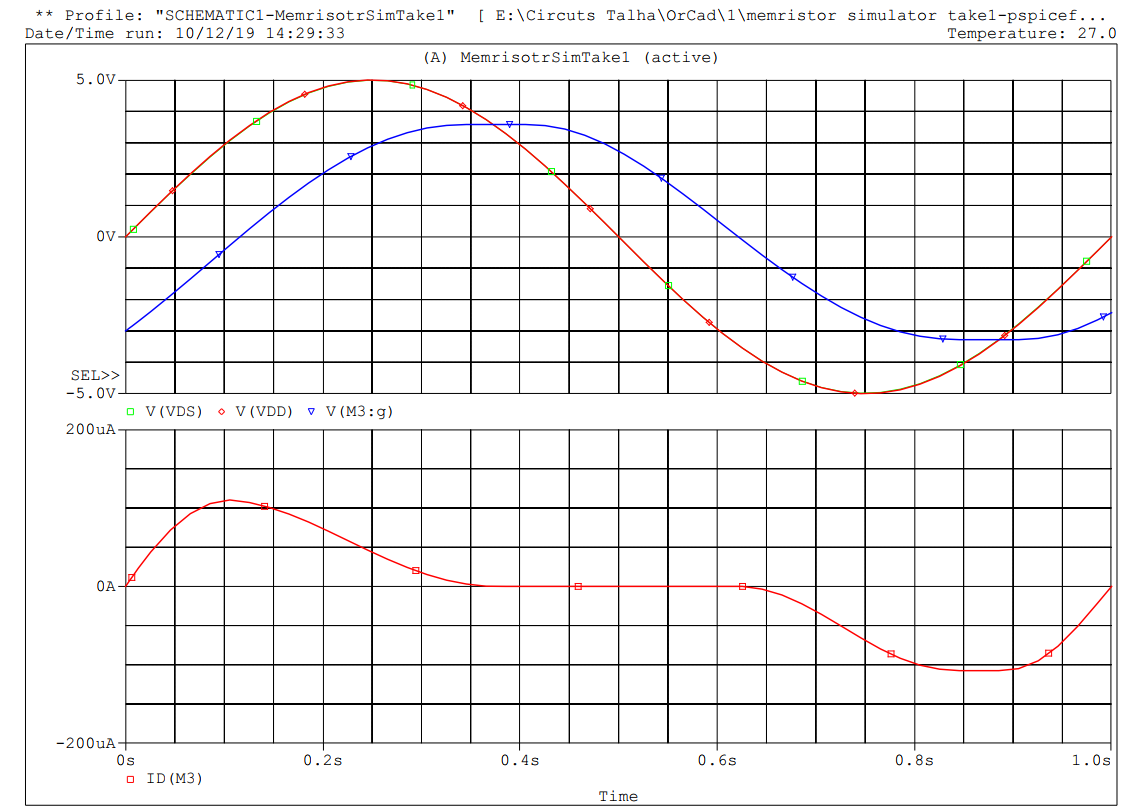 ** Profile: "SCHEMATIC1-MemrisotrSimTake1" [ E:\Circuts Talha\OrCad\1\memristor simulator take1-pspicef...
Date/Time run: 10/12/19 14:29:33 Temperature: 27.0
(A) MemrisotrSimTake1 (active)
5.0V
0V
SEL>>
-5.0V
V(VDS) V(VDD) V(M3:g)
200uA
0A
-200uA
0s 0.2s 0.4s 0.6s 0.8s 1.0s
ID(M3)
Time